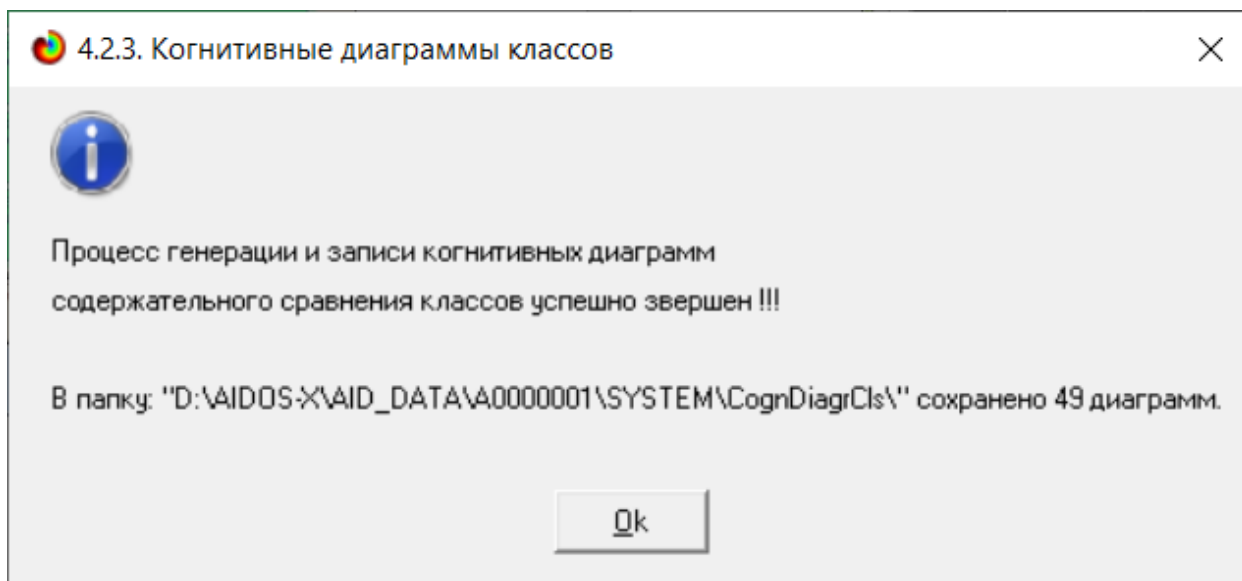 4.2.3. Когнитивные диаграммы классов
Процесс генерации и записи когнитивных диаграмм
содержательного сравнения классов успешно звершен !!!
В папку: "D:\AIDOS-X\AID_DATA\A0000001\SYSTEM\CognDiagrCls\" сохранено 49 диаграмм.
Ok